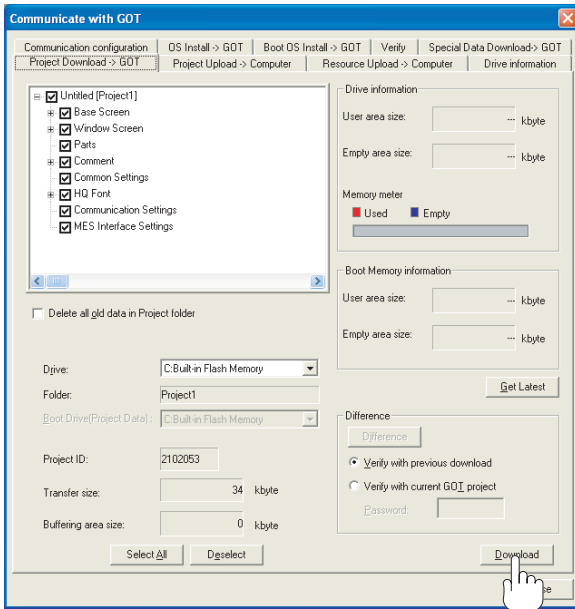 Communicate with GOT
Communication configuration OS Install -> GOT Boot OS Install -> GOT Verify Special Data Download-> GOT
Project Download -> GOT Project Upload -> Computer Resource Upload -> Computer Drive information
Untitled [Project1]
Base Screen
Window Screen
Parts
Comment
Common Settings
HQ Font
Communication Settings
MES Interface Settings
Delete all old data in Project folder
Drive: C:Built-in Flash Memory
Folder: Project1
Boot Drive(Project Data) : C:Built-in Flash Memory
Project ID: 2102053
Transfer size: 34 kbyte
Buffering area size: 0 kbyte
Select All Deselect
Drive information
User area size: --- kbyte
Empty area size: --- kbyte
Memory meter
Used Empty
Boot Memory information
User area size: --- kbyte
Empty area size: --- kbyte
Get Latest
Difference
Difference
Verify with previous download
Verify with current GOT project
Password:
Download